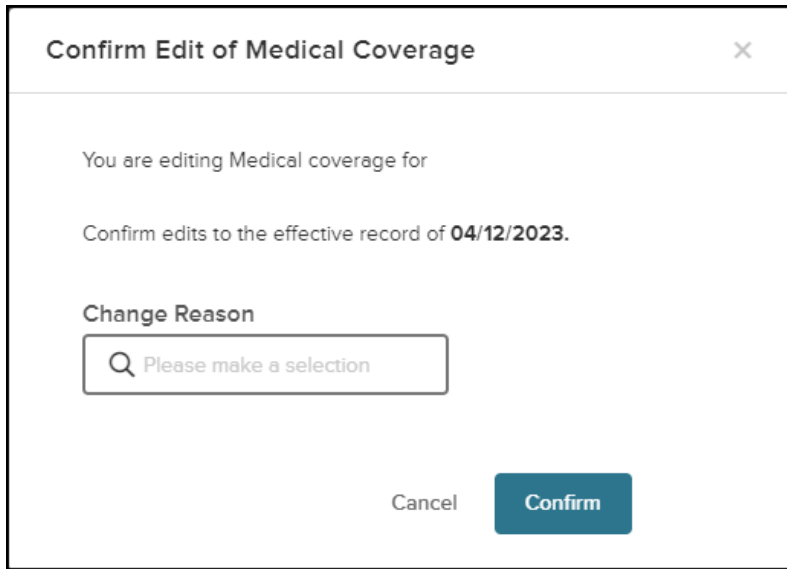 Confirm Edit of Medical Coverage
You are editing Medical coverage for
Confirm edits to the effective record of 04/12/2023.
Change Reason
Please make a selection
Cancel
Confirm